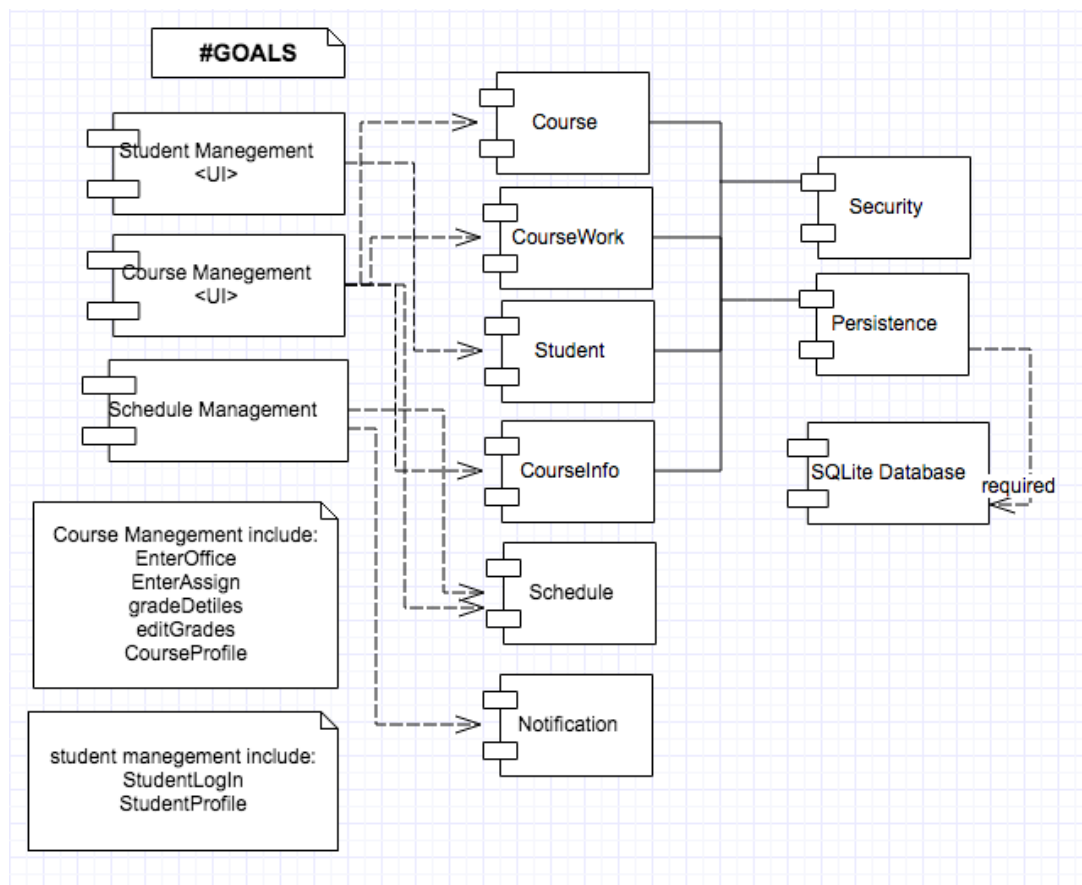 #GOALS
Student Manegement
<UI>
Course Manegement
<UI>
Schedule Management
Course Manegement include:
EnterOffice
EnterAssign
gradeDetiles
editGrades
CourseProfile
student manegement include:
StudentLogIn
StudentProfile
Course
CourseWork
Student
CourseInfo
Schedule
Notification
Security
Persistence
SQLite Database
required